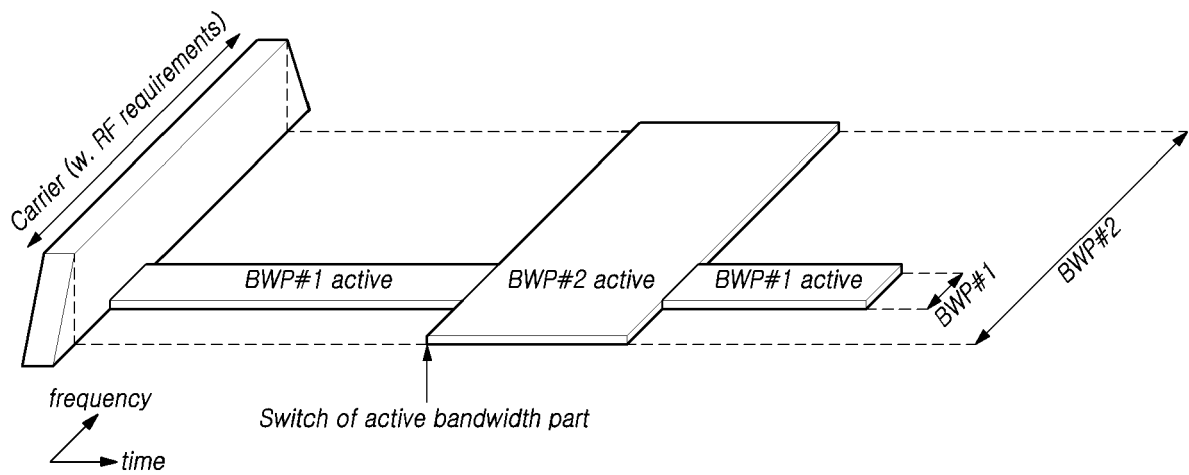 Carrier (w. RF requirements)
BWP#1 active
BWP#2 active
BWP#1 active
BWP#1
BWP#2
frequency
time
Switch of active bandwidth part